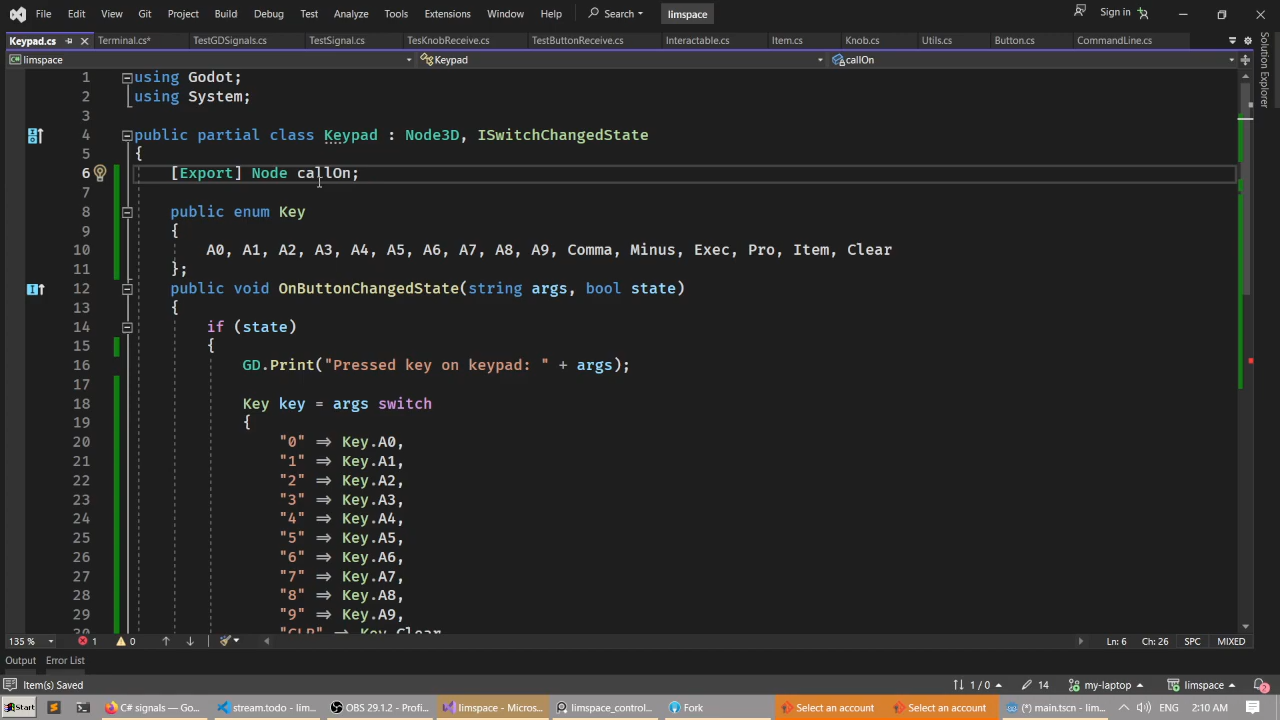 File Edit View Git Project Build Debug Test Analyze Tools Extensions Window Help Search limspace Sign in
Keypad.cs Terminal.cs* TestGDSignals.cs TestSignal.cs TestKnobReceive.cs TestButtonReceive.cs Interactable.cs Item.cs Knob.cs Utils.cs Button.cs CommandLine.cs
limspace Keypad callOn
Solution Explorer
1 using Godot;
2 using System;
3
4 public partial class Keypad : Node3D, ISwitchChangedState
5 {
6 [Export] Node callOn;
7
8 public enum Key
9 {
10 A0, A1, A2, A3, A4, A5, A6, A7, A8, A9, Comma, Minus, Exec, Pro, Item, Clear
11 };
12 public void OnButtonChangedState(string args, bool state)
13 {
14 if (state)
15 {
16 GD.Print("Pressed key on keypad: " + args);
17
18 Key key = args switch
19 {
20 "0" => Key.A0,
21 "1" => Key.A1,
22 "2" => Key.A2,
23 "3" => Key.A3,
24 "4" => Key.A4,
25 "5" => Key.A5,
26 "6" => Key.A6,
27 "7" => Key.A7,
28 "8" => Key.A8,
29 "9" => Key.A9,
30 "CLR" => Key.Clear
135 % 1 0 Ln: 6 Ch: 26 SPC MIXED
Output Error List
Item(s) Saved 1 / 0 14 my-laptop limspace 2
Start C# signals — Go... stream.todo - lim... OBS 29.1.2 - Profi... limspace - Micros... limspace_control... Fork Select an account Select an account (*) main.tscn - lim... 2:10 AM 2